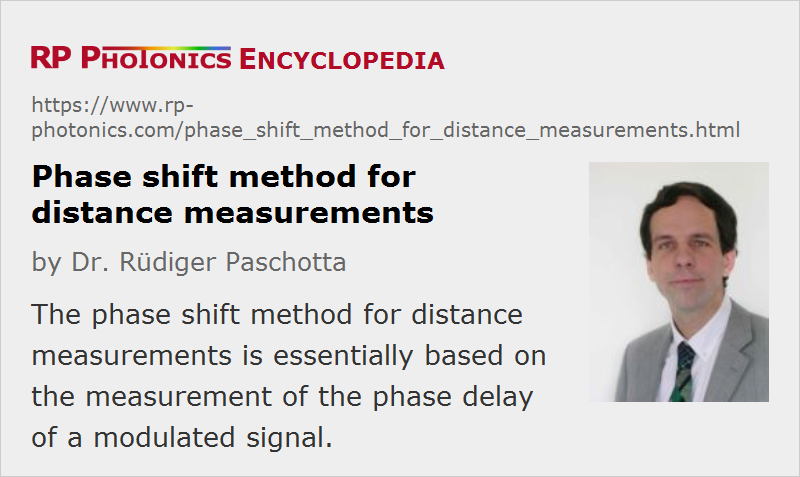 RP PHOTONICS ENCYCLOPEDIA
https://www.rp-
photonics.com/phase_shift_method_for_distance_measurements.html
Phase shift method for
distance measurements
by Dr. Rüdiger Paschotta
The phase shift method for distance
measurements is essentially based on
the measurement of the phase delay
of a modulated signal.